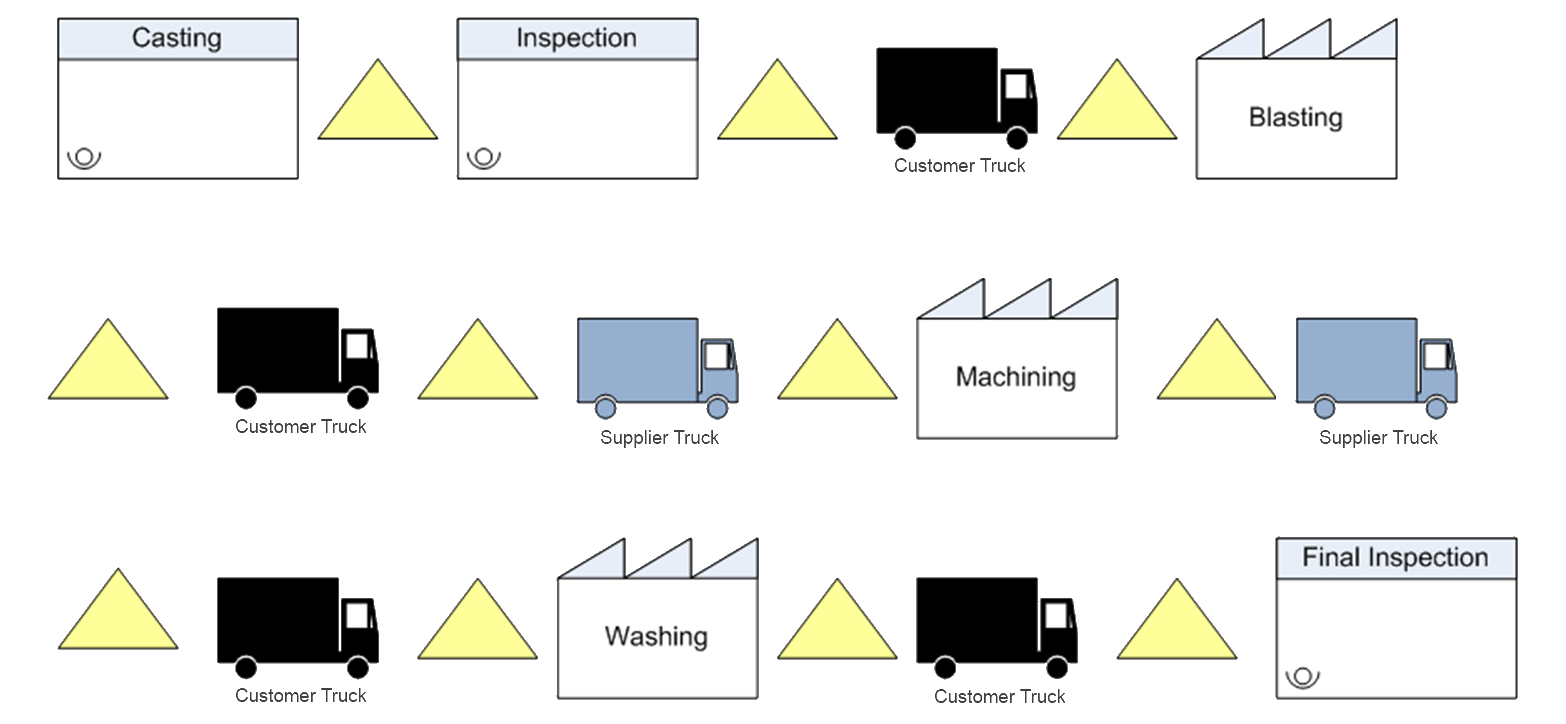 Casting
Inspection
Customer Truck
Blasting
Customer Truck
Supplier Truck
Machining
Supplier Truck
Customer Truck
Washing
Customer Truck
Final Inspection